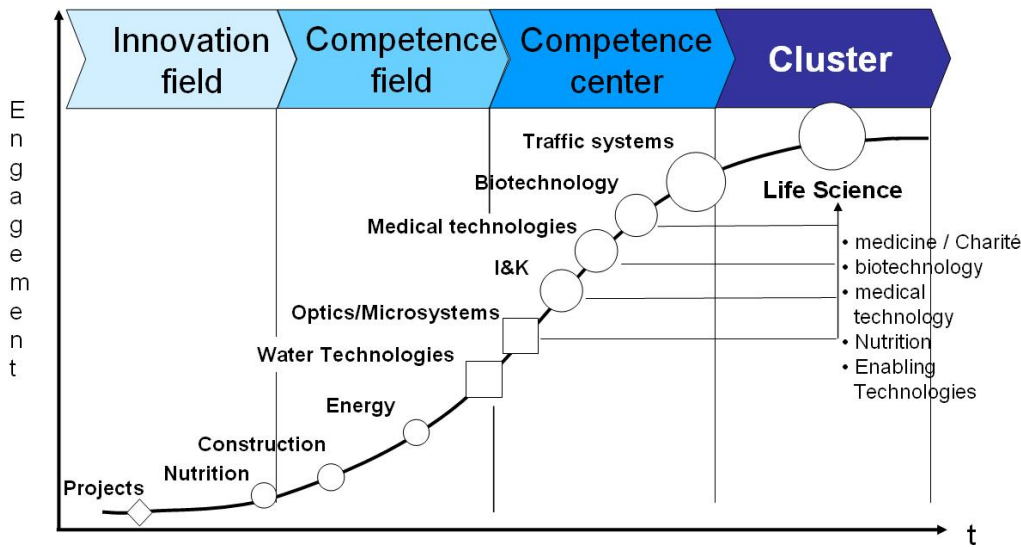 Innovation
field
Competence
field
Competence
center
Cluster
Engagement
Traffic systems
Biotechnology
Life Science
Medical technologies
• medicine / Charité
I&K
• biotechnology
• medical
technology
Optics/Microsystems
• Nutrition
Water Technologies
• Enabling
Technologies
Energy
Construction
Nutrition
Projects
t